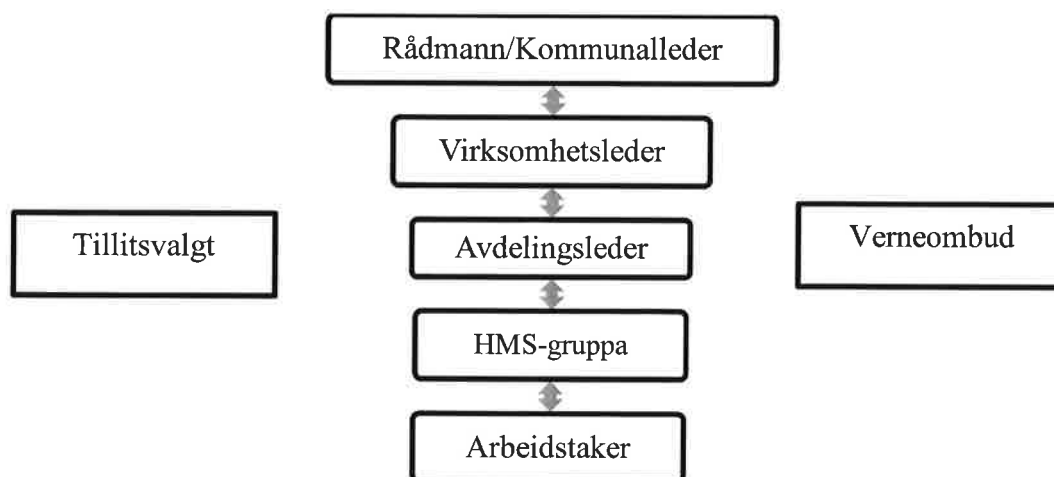 Rådmann/Kommunalleder
Virksomhetsleder
Tillitsvalgt
Avdelingsleder
Verneombud
HMS-gruppa
Arbeidstaker